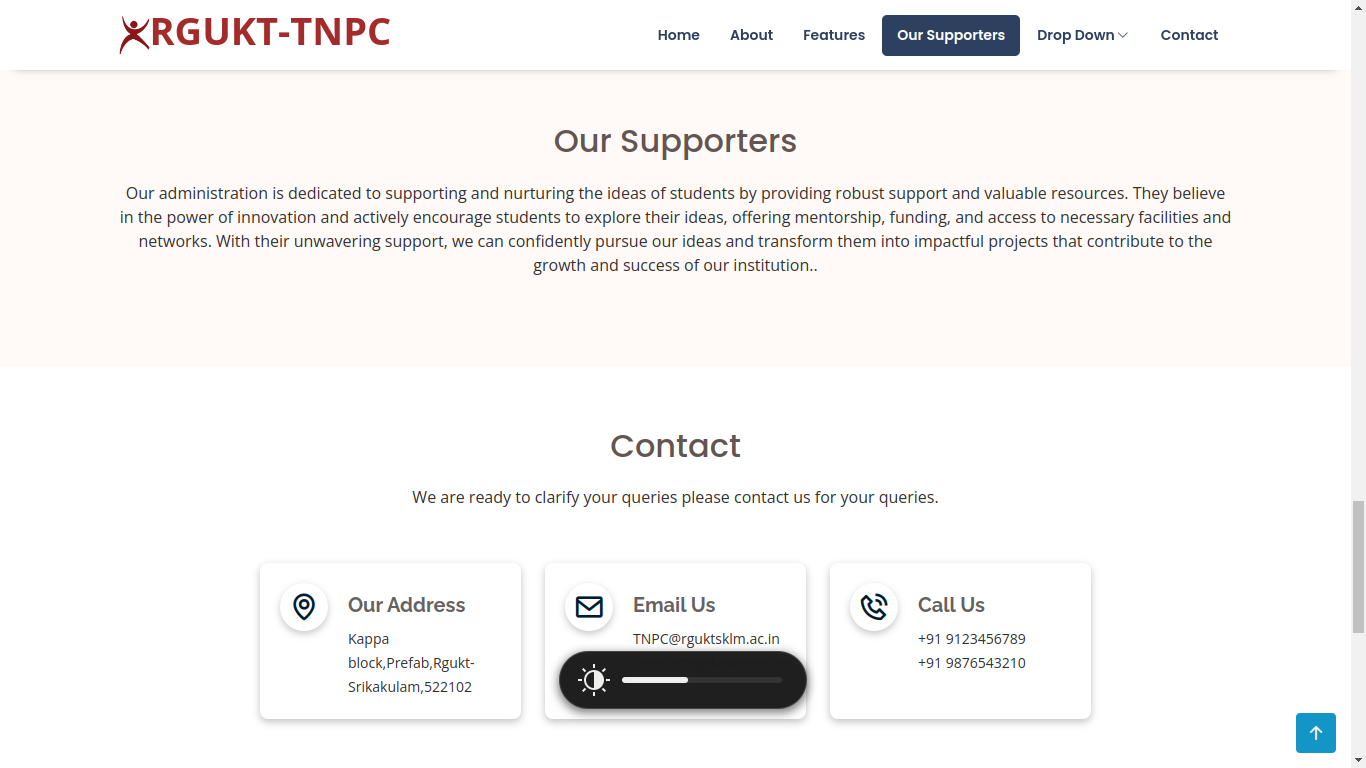 RGUKT-TNPC
Home About Features Our Supporters Drop Down Contact
Our Supporters
Our administration is dedicated to supporting and nurturing the ideas of students by providing robust support and valuable resources. They believe
in the power of innovation and actively encourage students to explore their ideas, offering mentorship, funding, and access to necessary facilities and
networks. With their unwavering support, we can confidently pursue our ideas and transform them into impactful projects that contribute to the
growth and success of our institution..
Contact
We are ready to clarify your queries please contact us for your queries.
Our Address
Kappa
block,Prefab,Rgukt-
Srikakulam,522102
Email Us
TNPC@rguktsklm.ac.in
Call Us
+91 9123456789
+91 9876543210